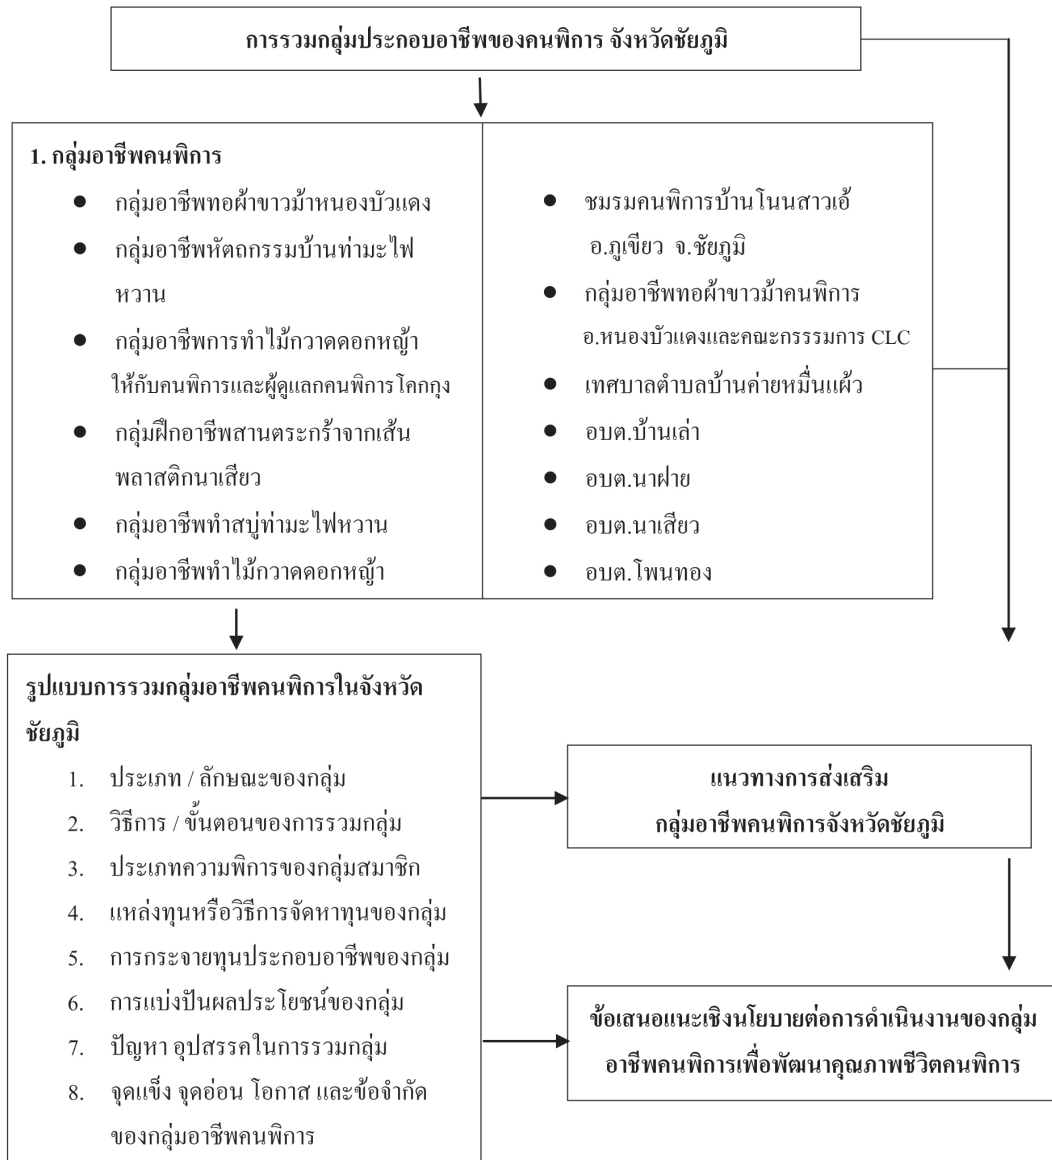 การรวมกลุ่มประกอบอาชีพของคนพิการ จังหวัดชัยภูมิ
1. กลุ่มอาชีพคนพิการ
● กลุ่มอาชีพทอผ้าขาวม้าหนองบัวแดง
● กลุ่มอาชีพหัตถกรรมบ้านท่ามะไฟ
หวาน
● กลุ่มอาชีพการทำไม้กวาดดอกหญ้า
ให้กับคนพิการและผู้ดูแลกคนพิการโคกกุง
● กลุ่มฝึกอาชีพสานตระกร้าจากเส้น
พลาสติกนาเสียว
● กลุ่มอาชีพทำสบู่ท่ามะไฟหวาน
● กลุ่มอาชีพทำไม้กวาดดอกหญ้า
● ชมรมคนพิการบ้านโนนสาวเอ้
อ.ภูเขียว จ.ชัยภูมิ
● กลุ่มอาชีพทอผ้าขาวม้าคนพิการ
อ.หนองบัวแดงและคณะกรรรมการ CLC
● เทศบาลตำบลบ้านค่ายหมื่นแผ้ว
● อบต.บ้านเล่า
● อบต.นาฝาย
● อบต.นาเสียว
● อบต.โพนทอง
รูปแบบการรวมกลุ่มอาชีพคนพิการในจังหวัด
ชัยภูมิ
1. ประเภท / ลักษณะของกลุ่ม
2. วิธีการ / ขั้นตอนของการรวมกลุ่ม
3. ประเภทความพิการของกลุ่มสมาชิก
4. แหล่งทุนหรือวิธีการจัดหาทุนของกลุ่ม
5. การกระจายทุนประกอบอาชีพของกลุ่ม
6. การแบ่งปันผลประโยชน์ของกลุ่ม
7. ปัญหา อุปสรรคในการรวมกลุ่ม
8. จุดแข็ง จุดอ่อน โอกาส และข้อจำกัด
ของกลุ่มอาชีพคนพิการ
แนวทางการส่งเสริม
กลุ่มอาชีพคนพิการจังหวัดชัยภูมิ
ข้อเสนอแนะเชิงนโยบายต่อการดำเนินงานของกลุ่ม
อาชีพคนพิการเพื่อพัฒนาคุณภาพชีวิตคนพิการ